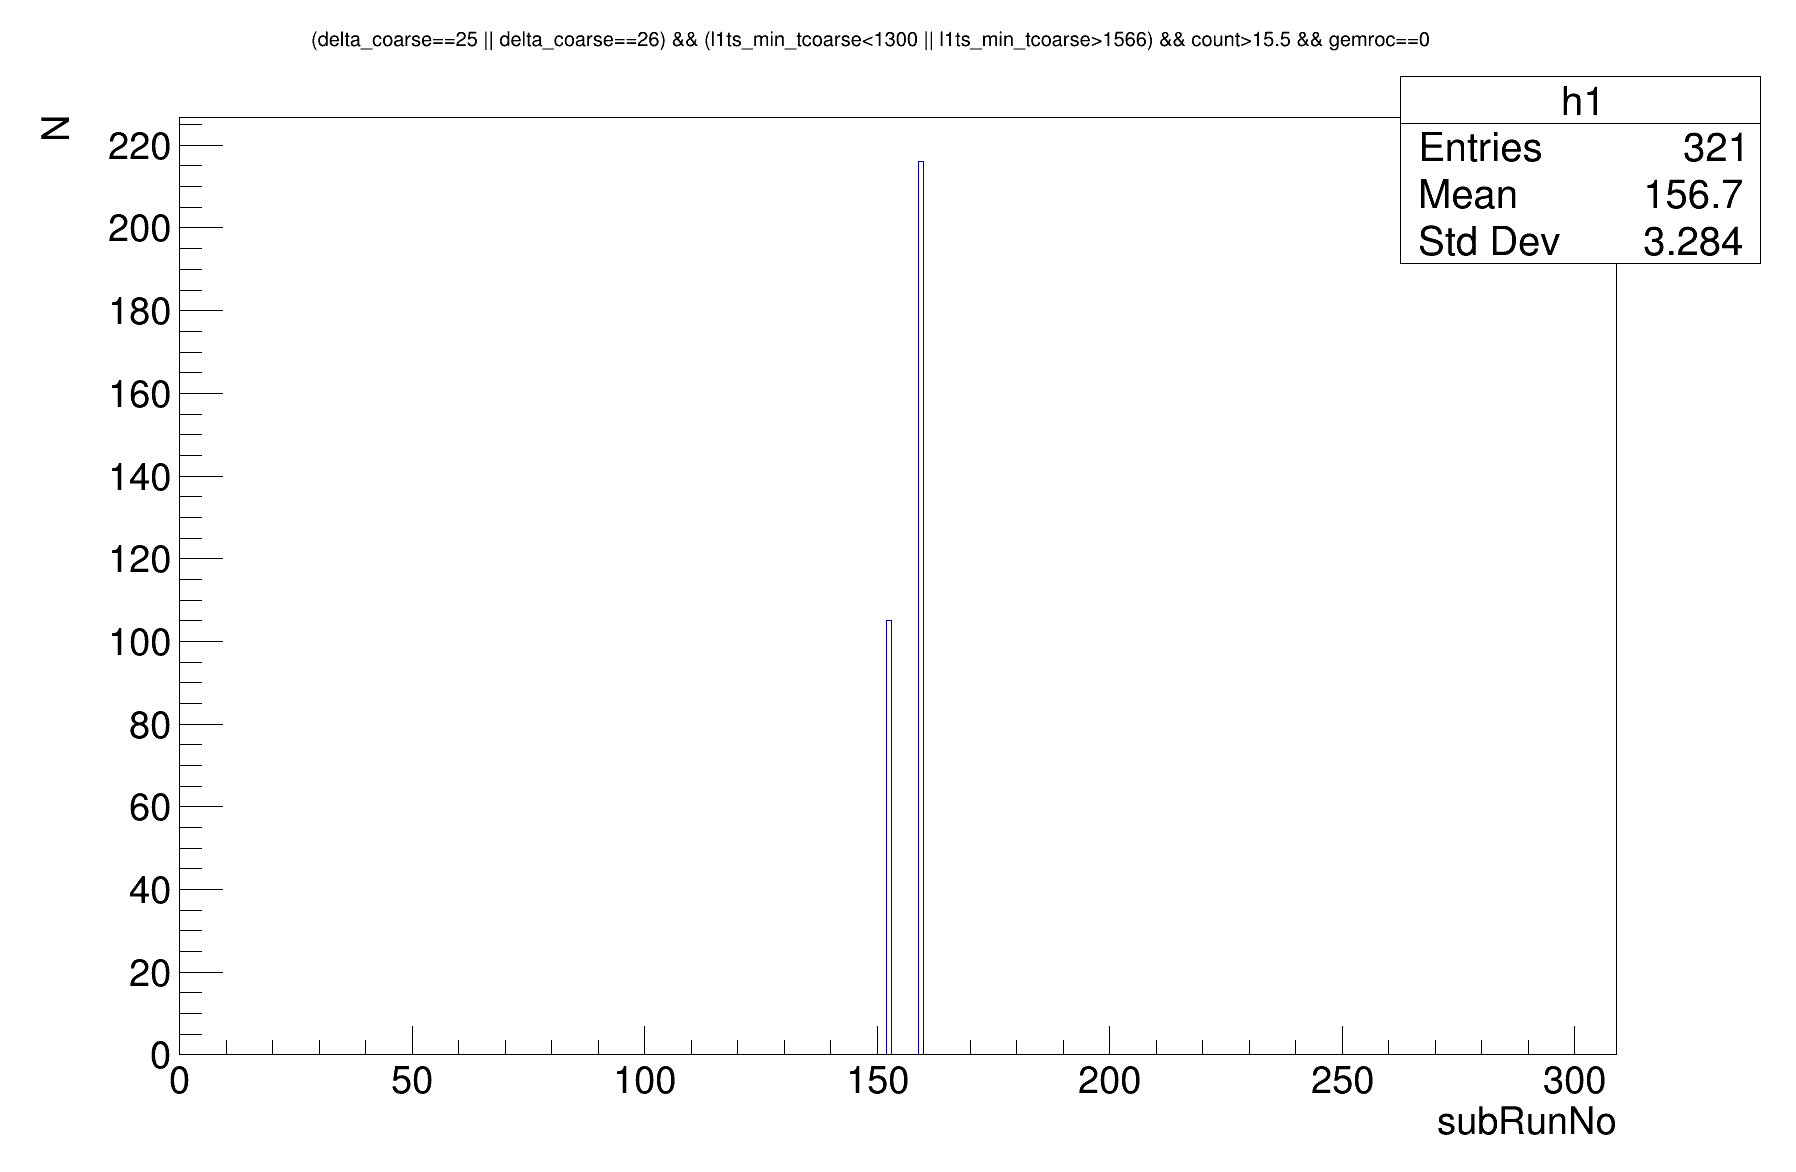 (delta_coarse==25 || delta_coarse==26) && (l1ts_min_tcoarse<1300 || l1ts_min_tcoarse>1566) && count>15.5 && gemroc==0
h1
Entries 321
Mean 156.7
Std Dev 3.284
N
220
200
180
160
140
120
100
80
60
40
20
0
0 50 100 150 200 250 300
subRunNo